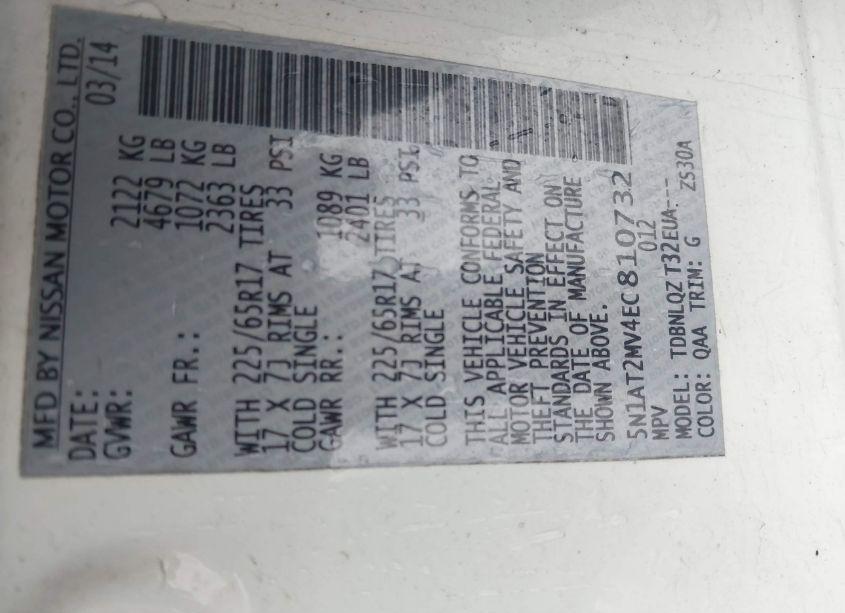 MFD BY NISSAN MOTOR CO., LTD.
DATE: 03/14
GVWR: 2122 KG
4679 LB
GAWR FR.: 1072 KG
2363 LB
WITH 225/65R17 TIRES
17 X 7J RIMS AT 33 PSI
COLD SINGLE
GAWR RR.: 1089 KG
2401 LB
WITH 225/65R17 TIRES
17 X 7J RIMS AT 33 PSI
COLD SINGLE
THIS VEHICLE CONFORMS TO
ALL APPLICABLE FEDERAL
MOTOR VEHICLE SAFETY AND
THEFT PREVENTION
STANDARDS IN EFFECT ON
THE DATE OF MANUFACTURE
SHOWN ABOVE.
5N1AT2MV4EC810732
MPV 012
MODEL: TDBNLQZ T32EUA---
COLOR: QAA TRIM: G ZS30A